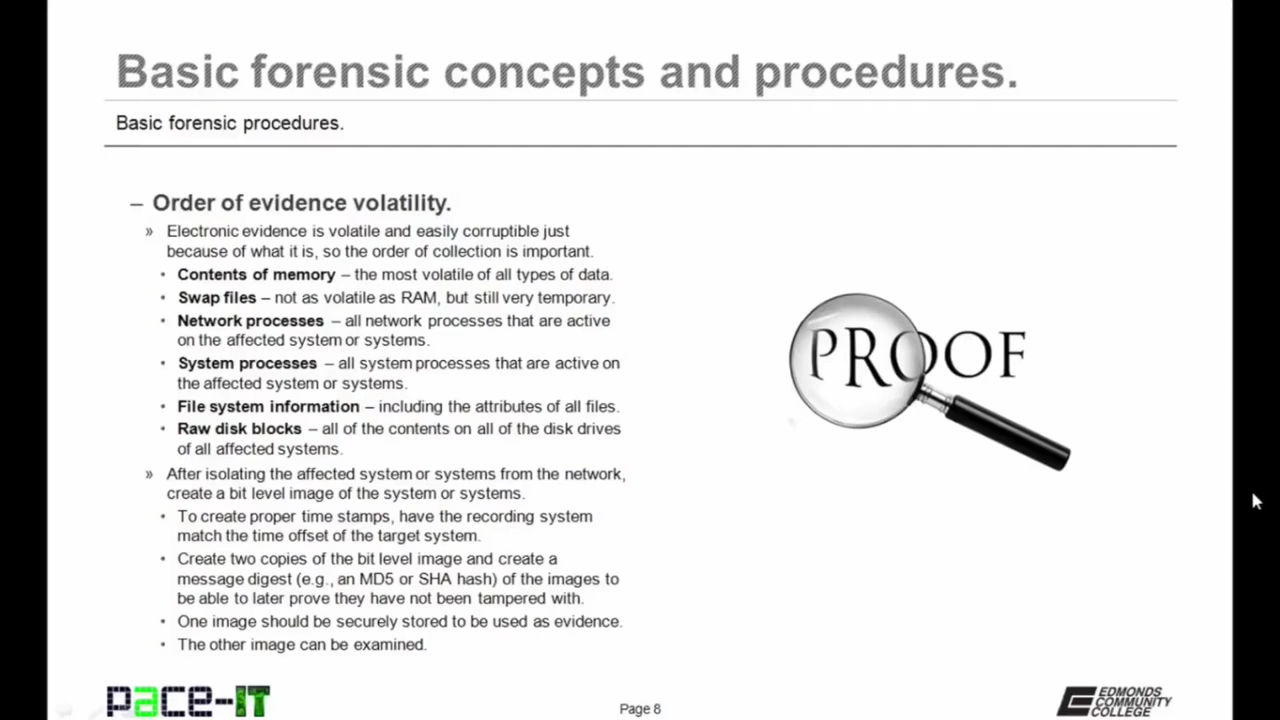 Basic forensic concepts and procedures.
Basic forensic procedures.
– Order of evidence volatility.
» Electronic evidence is volatile and easily corruptible just
because of what it is, so the order of collection is important.
• Contents of memory – the most volatile of all types of data.
• Swap files – not as volatile as RAM, but still very temporary.
• Network processes – all network processes that are active
on the affected system or systems.
• System processes – all system processes that are active on
the affected system or systems.
• File system information – including the attributes of all files.
• Raw disk blocks – all of the contents on all of the disk drives
of all affected systems.
» After isolating the affected system or systems from the network,
create a bit level image of the system or systems.
• To create proper time stamps, have the recording system
match the time offset of the target system.
• Create two copies of the bit level image and create a
message digest (e.g., an MD5 or SHA hash) of the images to
be able to later prove they have not been tampered with.
• One image should be securely stored to be used as evidence.
• The other image can be examined.
PROOF
pace-IT
Page 8
EDMONDS
COMMUNITY
COLLEGE